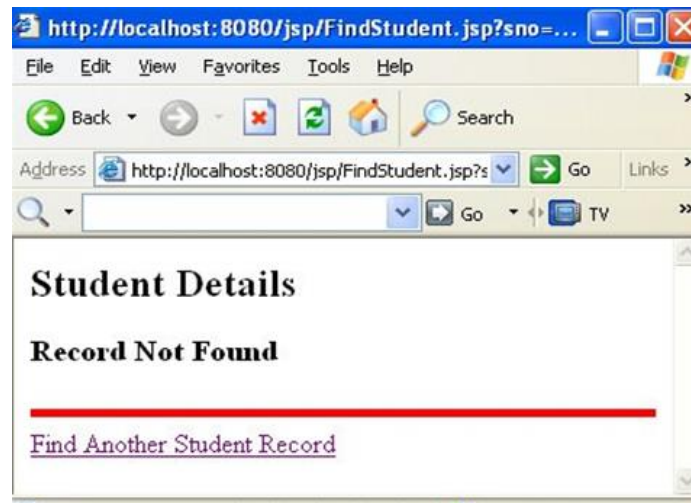 http://localhost:8080/jsp/FindStudent.jsp?sno=...
File Edit View Favorites Tools Help
Back Search
Address http://localhost:8080/jsp/FindStudent.jsp?s Go Links
Go TV
Student Details
Record Not Found
Find Another Student Record